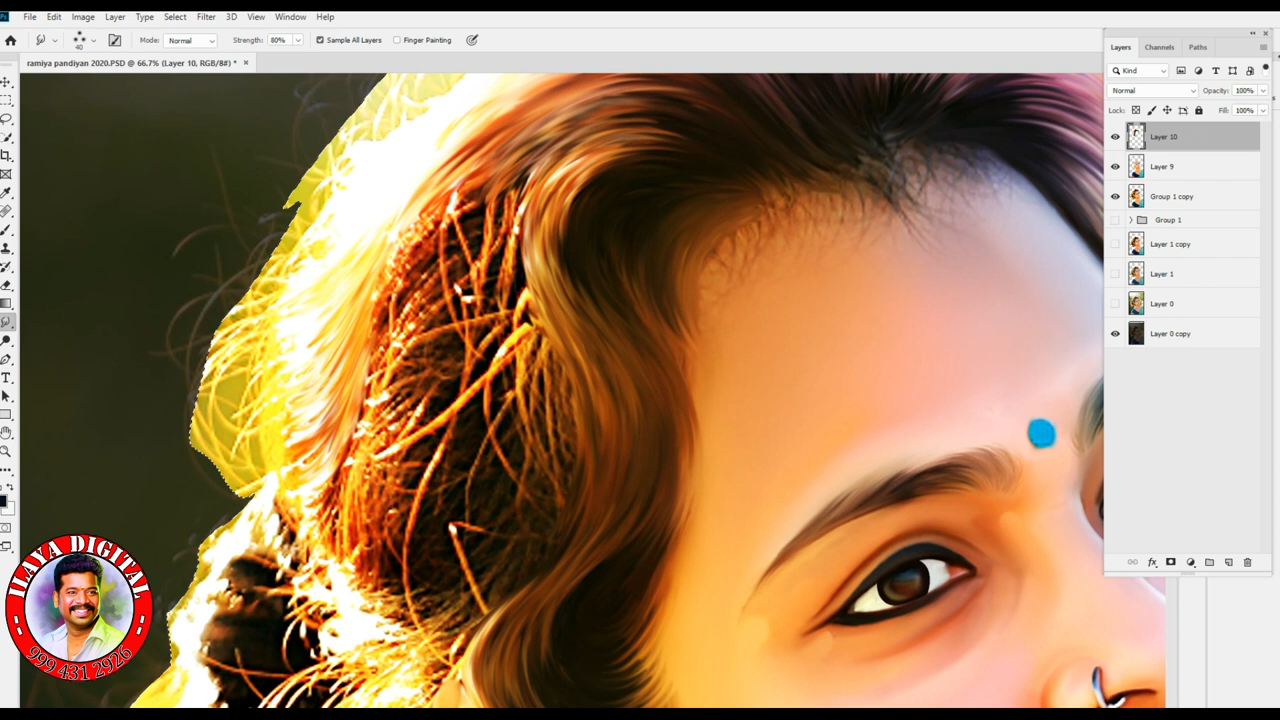 Ps File Edit Image Layer Type Select Filter 3D View Window Help
40 Mode: Normal Strength: 80% Sample All Layers Finger Painting
ramiya pandiyan 2020.PSD @ 66.7% (Layer 10, RGB/8#) * ×
Layers Channels Paths
Kind
Normal Opacity: 100%
Lock: Fill: 100%
Layer 10
Layer 9
Group 1 copy
Group 1
Layer 1 copy
Layer 1
Layer 0
Layer 0 copy
fx
ILAYA DIGITAL
999 431 2926